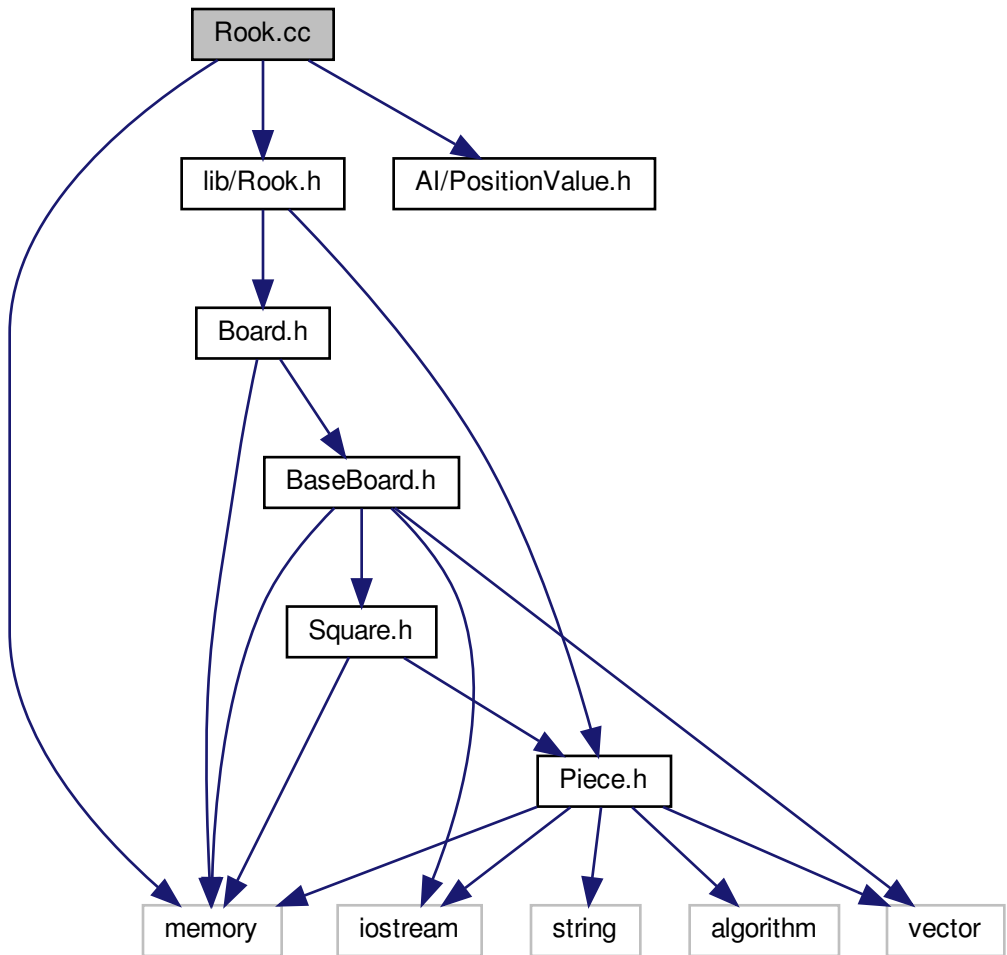 Rook.cc
lib/Rook.h
AI/PositionValue.h
Board.h
BaseBoard.h
Square.h
Piece.h
memory
iostream
string
algorithm
vector